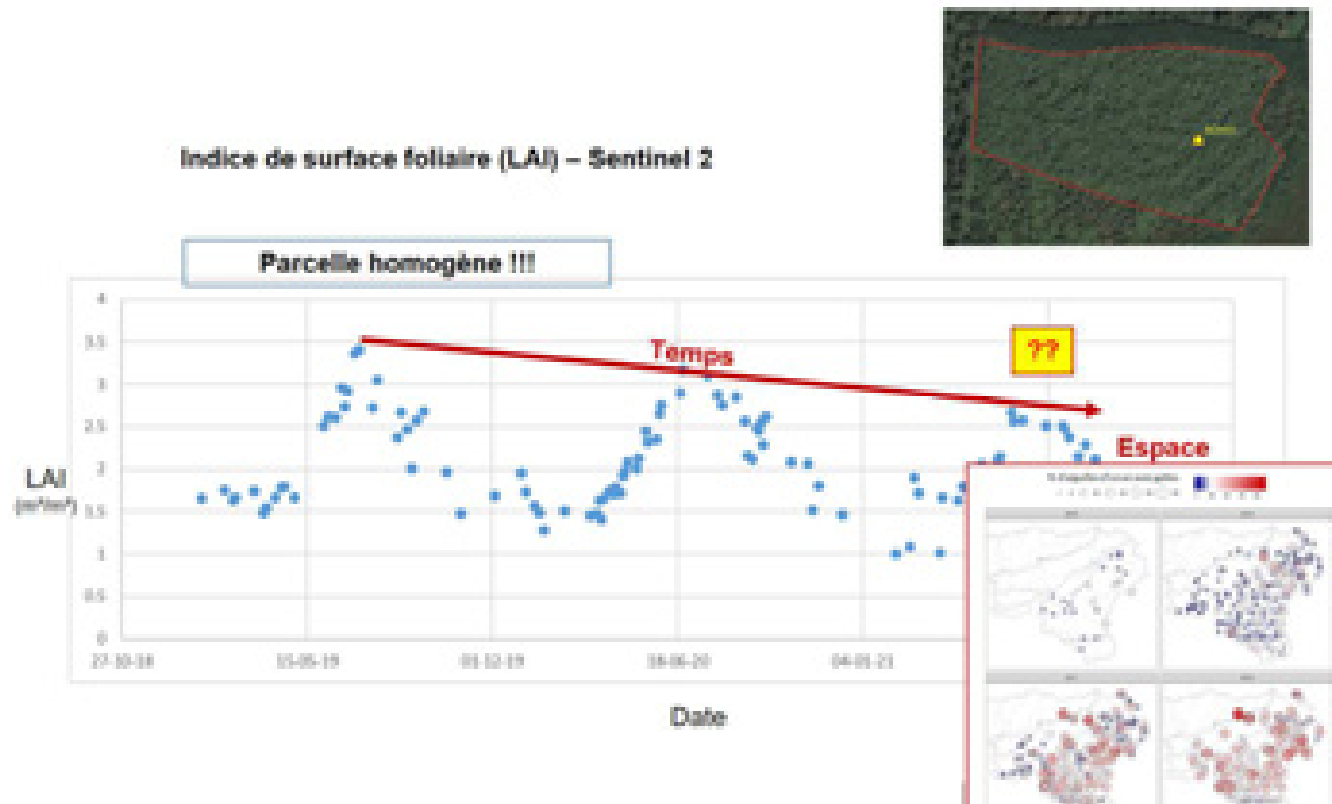 Indice de surface foliaire (LAI) – Sentinel 2
Parcelle homogène !!!
4
3.5
3
2.5
2
1.5
1
0.5
0
LAI
(m²/m²)
Temps
??
Espace
27-10-18
15-05-19
01-12-19
18-06-20
04-01-21
Date